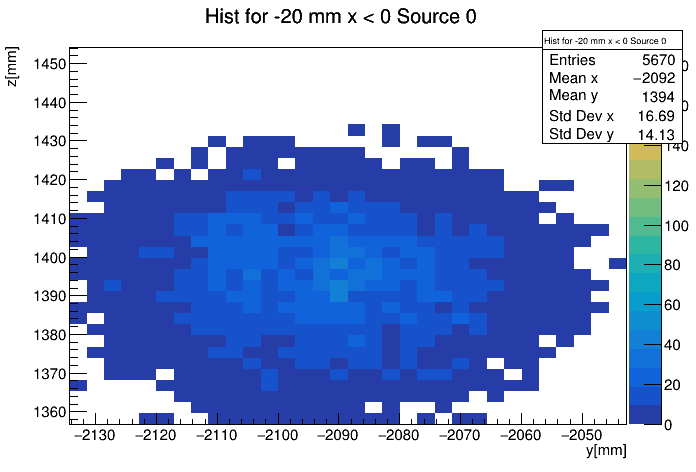 Hist for -20 mm x < 0 Source 0
z[mm]
Hist for -20 mm x < 0 Source 0
Entries 5670
Mean x −2092
Mean y 1394
Std Dev x 16.69
Std Dev y 14.13
1450
1440
1430
1420
1410
1400
1390
1380
1370
1360
−2130 −2120 −2110 −2100 −2090 −2080 −2070 −2060 −2050
y[mm]
140
120
100
80
60
40
20
0